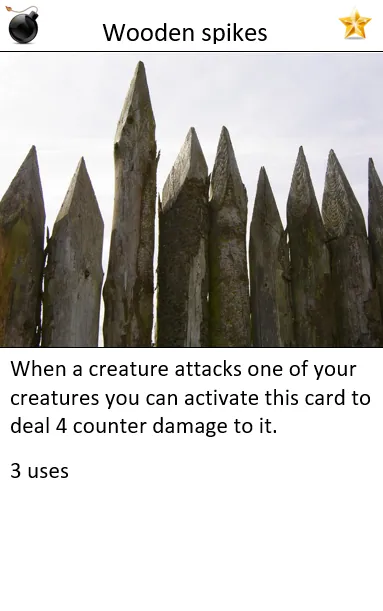 Wooden spikes
When a creature attacks one of your
creatures you can activate this card to
deal 4 counter damage to it.
3 uses